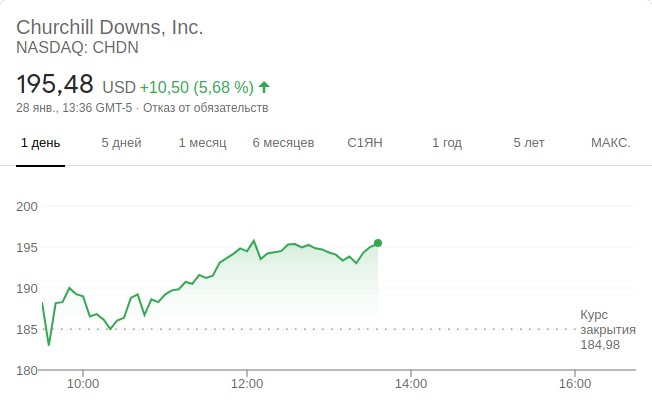 Churchill Downs, Inc.
NASDAQ: CHDN
195,48 USD +10,50 (5,68 %)
28 янв., 13:36 GMT-5 · Отказ от обязательств
1 день 5 дней 1 месяц 6 месяцев С1ЯН 1 год 5 лет МАКС.
200
195
190
185
180
Курс
закрытия
184,98
10:00 12:00 14:00 16:00